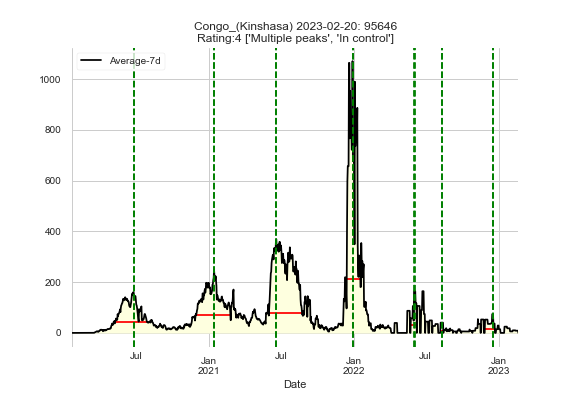 Congo_(Kinshasa) 2023-02-20: 95646
Rating:4 ['Multiple peaks', 'In control']
Average-7d
1000
800
600
400
200
0
Jul
Jan
2021
Jul
Jan
2022
Jul
Jan
2023
Date